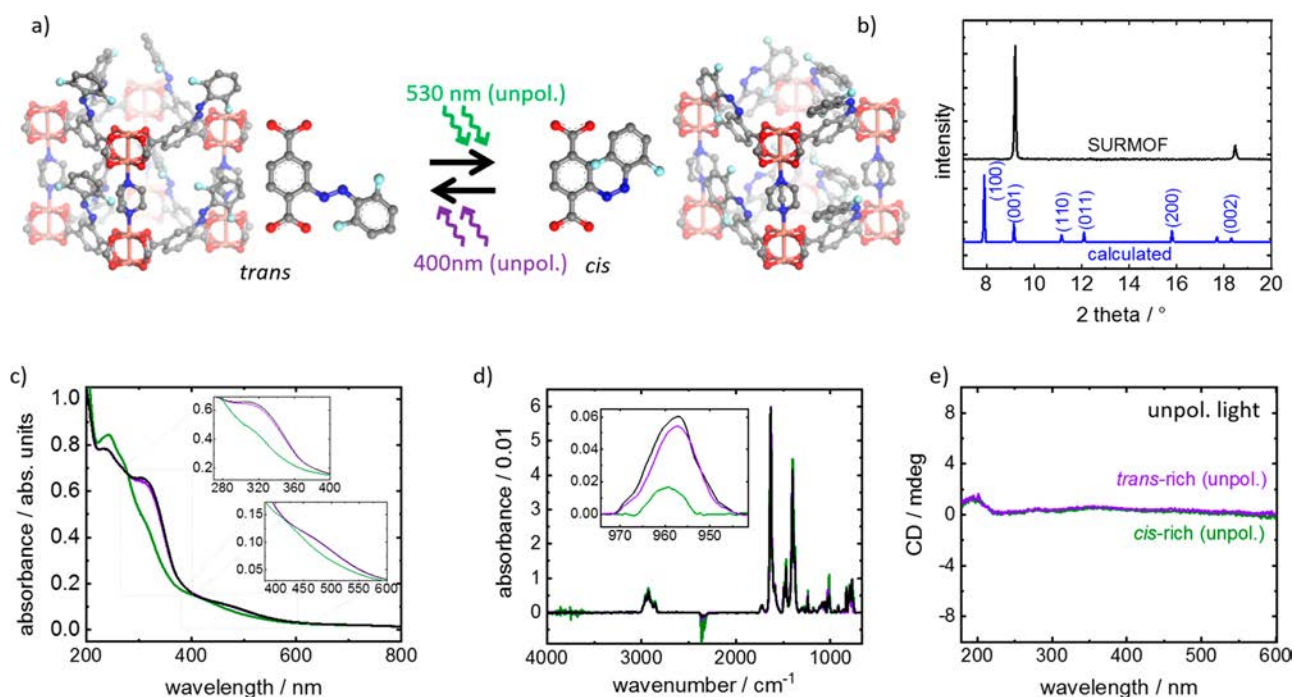 a)
530 nm (unpol.)
400nm (unpol.)
trans
cis
b)
intensity
SURMOF
(100)
(001)
(110)
(011)
(200)
(002)
calculated
8 10 12 14 16 18 20
2 theta / °
c)
absorbance / abs. units
1.0
0.8
0.6
0.4
0.2
0.0
0.6
0.4
0.2
280 320 360 400
0.15
0.10
0.05
400 450 500 550 600
200 400 600 800
wavelength / nm
d)
absorbance / 0.01
6
5
4
3
2
1
0
0.06
0.04
0.02
0.00
970 960 950
4000 3000 2000 1000
wavenumber / cm-1
e)
CD / mdeg
8
4
0
-4
-8
unpol. light
trans-rich (unpol.)
cis-rich (unpol.)
200 300 400 500 600
wavelength / nm